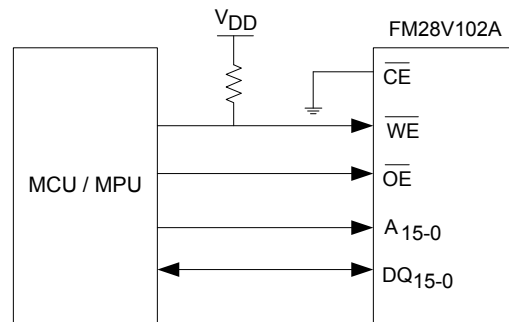 VDD
FM28V102A
CE
WE
MCU / MPU
OE
A15-0
DQ15-0